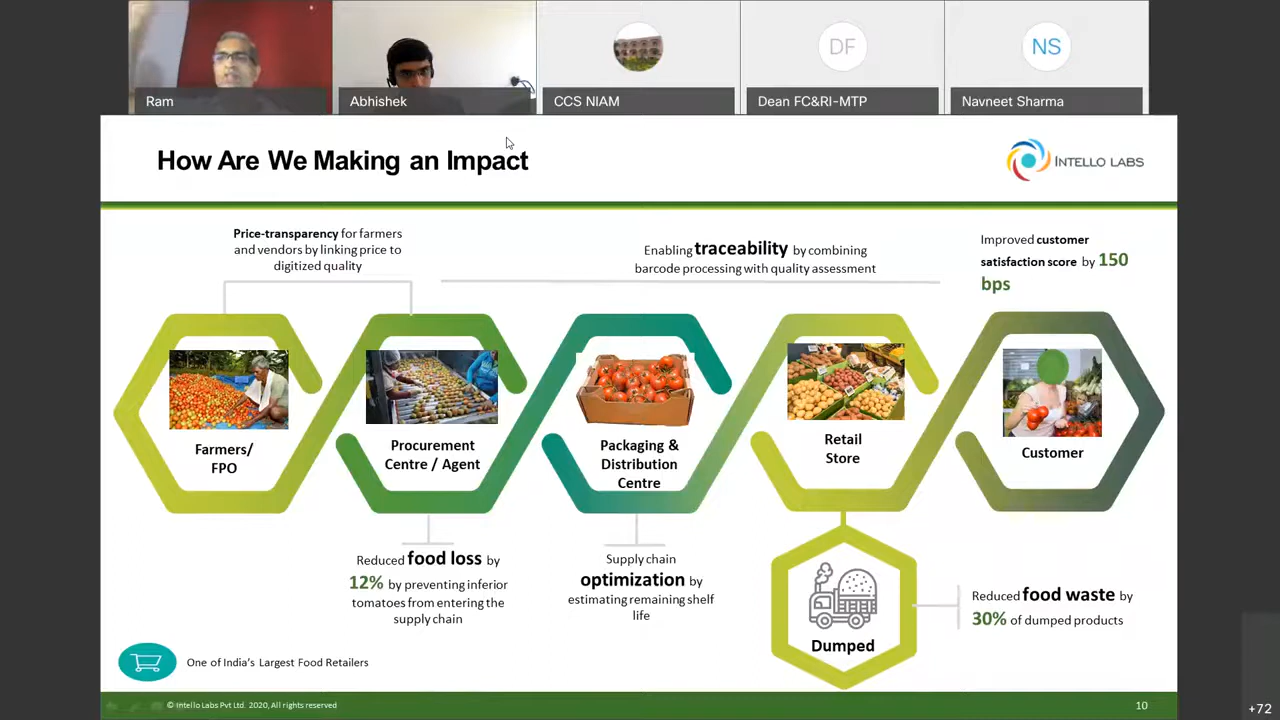 Ram
Abhishek
CCS NIAM
DF
Dean FC&RI-MTP
NS
Navneet Sharma
How Are We Making an Impact
INTELLO LABS
Price-transparency for farmers
and vendors by linking price to
digitized quality
Enabling traceability by combining
barcode processing with quality assessment
Improved customer
satisfaction score by 150
bps
Farmers/
FPO
Procurement
Centre / Agent
Packaging &
Distribution
Centre
Retail
Store
Customer
Reduced food loss by
12% by preventing inferior
tomatoes from entering the
supply chain
Supply chain
optimization by
estimating remaining shelf
life
Dumped
Reduced food waste by
30% of dumped products
One of India's Largest Food Retailers
© Intello Labs Pvt Ltd. 2020, All rights reserved
10
+72